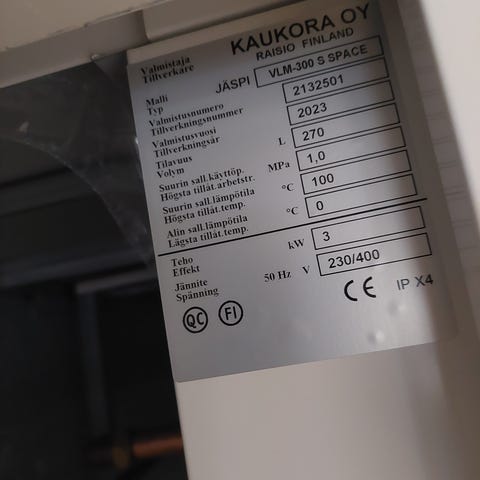 KAUKORA OY
RAISIO FINLAND
Valmistaja
Tillverkare
Malli JÄSPI VLM-300 S SPACE
Typ
Valmistusnumero 2132501
Tillverkningsnummer
Valmistusvuosi 2023
Tillverkningsår
Tilavuus L 270
Volym
Suurin sall.käyttöp. MPa 1,0
Högsta tillåt.arbetstr.
Suurin sall.lämpötila °C 100
Högsta tillåt.temp.
Alin sall.lämpötila °C 0
Lägsta tillåt.temp.
Teho kW 3
Effekt
Jännite 50 Hz V 230/400
Spänning
QC FI CE IP X4